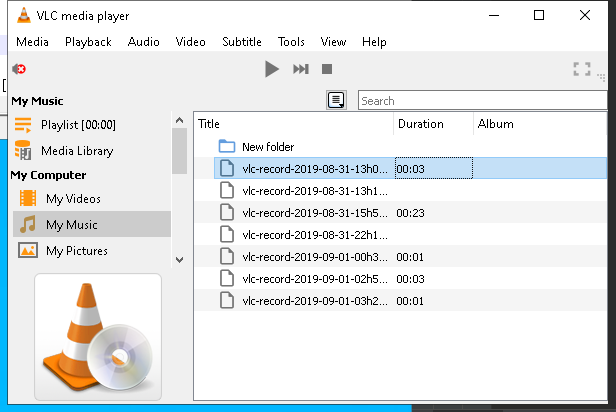 VLC media player
Media Playback Audio Video Subtitle Tools View Help
My Music
Search
Playlist [00:00]
Title Duration Album
Media Library
New folder
My Computer
vlc-record-2019-08-31-13h0... 00:03
My Videos
vlc-record-2019-08-31-13h1...
My Music
vlc-record-2019-08-31-15h5... 00:23
My Pictures
vlc-record-2019-08-31-22h1...
vlc-record-2019-09-01-00h3... 00:01
vlc-record-2019-09-01-02h5... 00:03
vlc-record-2019-09-01-03h2... 00:01